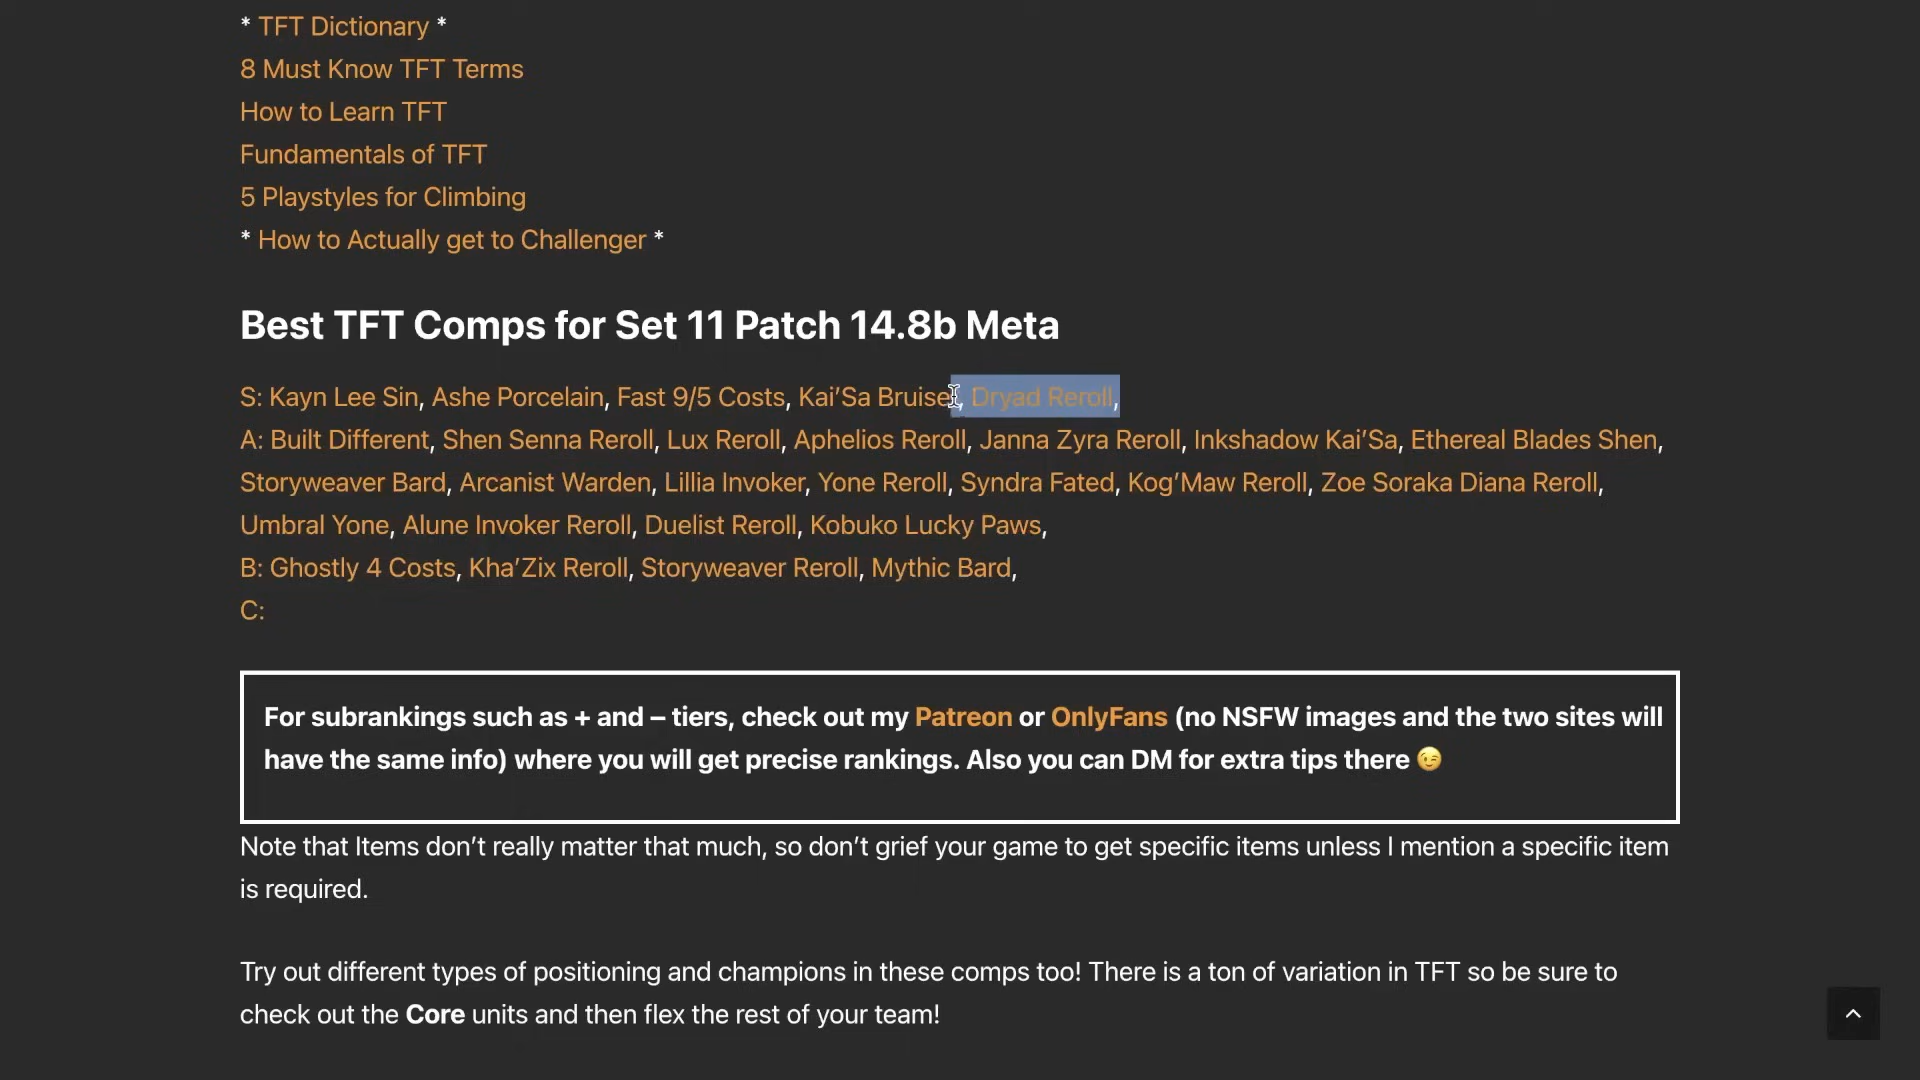 * TFT Dictionary *
8 Must Know TFT Terms
How to Learn TFT
Fundamentals of TFT
5 Playstyles for Climbing
* How to Actually get to Challenger *
Best TFT Comps for Set 11 Patch 14.8b Meta
S: Kayn Lee Sin, Ashe Porcelain, Fast 9/5 Costs, Kai’Sa Bruiser, Dryad Reroll,
A: Built Different, Shen Senna Reroll, Lux Reroll, Aphelios Reroll, Janna Zyra Reroll, Inkshadow Kai’Sa, Ethereal Blades Shen,
Storyweaver Bard, Arcanist Warden, Lillia Invoker, Yone Reroll, Syndra Fated, Kog’Maw Reroll, Zoe Soraka Diana Reroll,
Umbral Yone, Alune Invoker Reroll, Duelist Reroll, Kobuko Lucky Paws,
B: Ghostly 4 Costs, Kha’Zix Reroll, Storyweaver Reroll, Mythic Bard,
C:
For subrankings such as + and – tiers, check out my Patreon or OnlyFans (no NSFW images and the two sites will
have the same info) where you will get precise rankings. Also you can DM for extra tips there 😉
Note that Items don’t really matter that much, so don’t grief your game to get specific items unless I mention a specific item
is required.
Try out different types of positioning and champions in these comps too! There is a ton of variation in TFT so be sure to
check out the Core units and then flex the rest of your team!